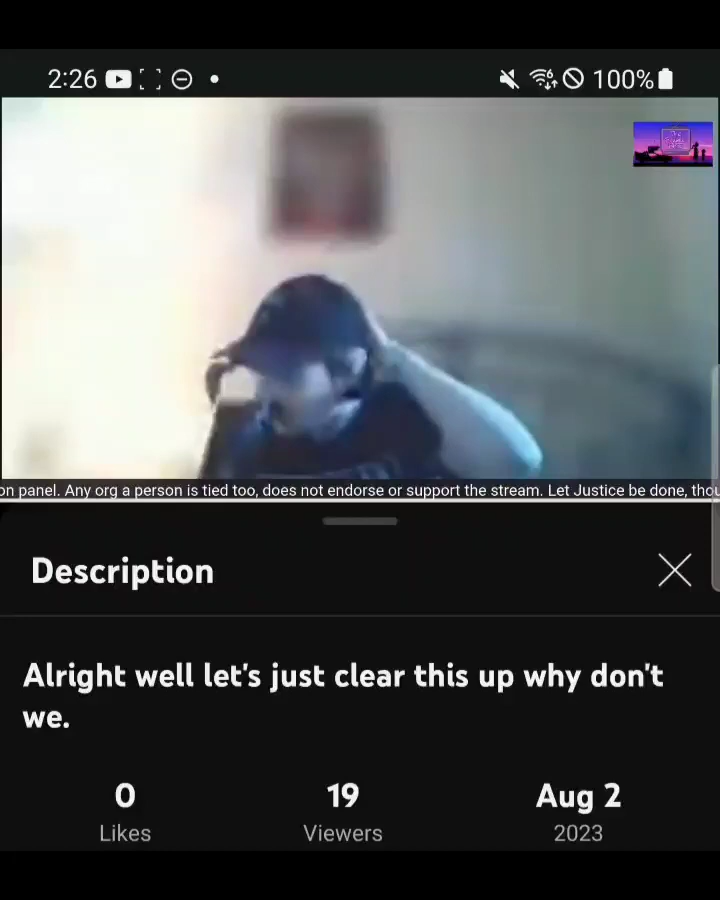 2:26
100%
on panel. Any org a person is tied too, does not endorse or support the stream. Let Justice be done, thou
Description
Alright well let's just clear this up why don't
we.
0 19 Aug 2
Likes Viewers 2023